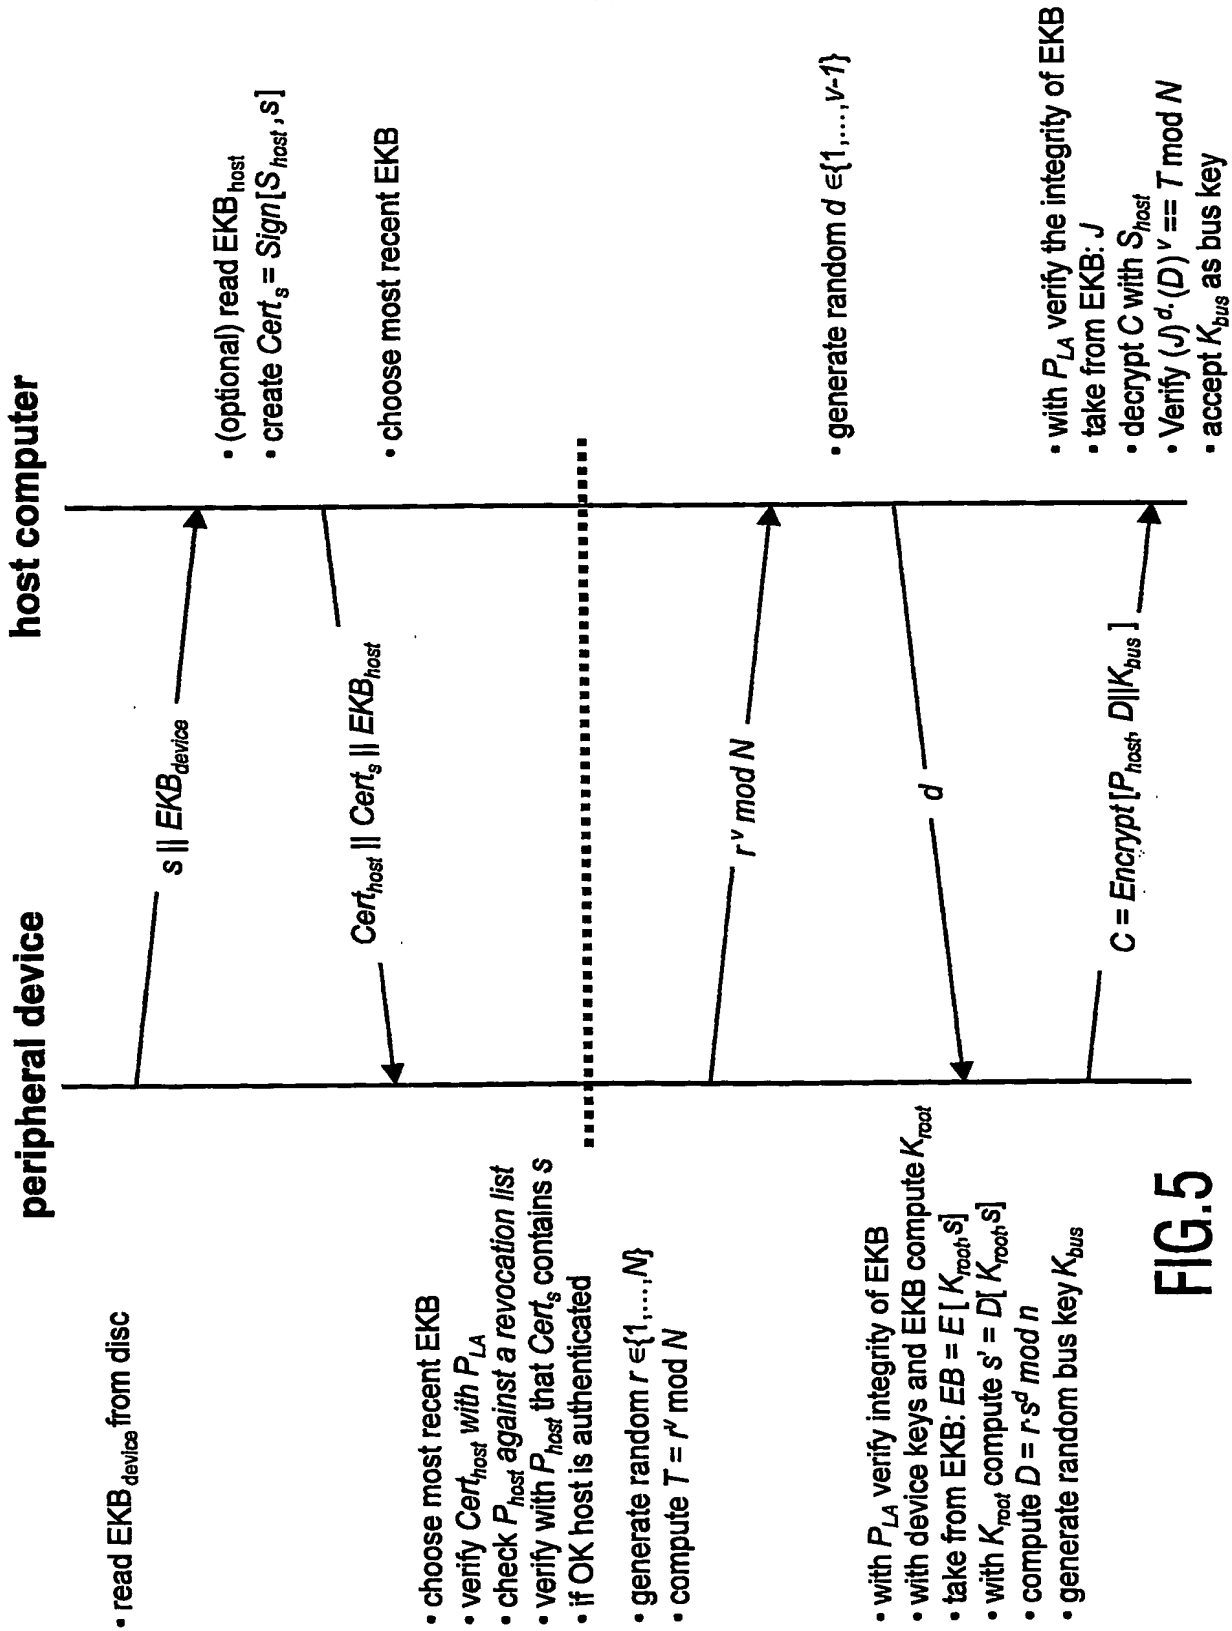 peripheral device
host computer
• read EKB_device from disc
s || EKB_device
• (optional) read EKB_host
• create Cert_s = Sign[S_host, s]
Cert_host || Cert_s || EKB_host
• choose most recent EKB
• choose most recent EKB
• verify Cert_host with P_LA
• check P_host against a revocation list
• verify with P_host that Cert_s contains s
• if OK host is authenticated
• generate random r ∈{1,...,N}
• compute T = r^v mod N
r^v mod N
• generate random d ∈{1,...,v-1}
d
• with P_LA verify integrity of EKB
• with device keys and EKB compute K_root
• take from EKB: EB = E[ K_root, s]
• with K_root compute s' = D[ K_root, s]
• compute D = r·s^d mod n
• generate random bus key K_bus
C = Encrypt [P_host, D||K_bus ]
• with P_LA verify the integrity of EKB
• take from EKB: J
• decrypt C with S_host
• Verify (J)^d·(D)^v == T mod N
• accept K_bus as bus key
FIG.5